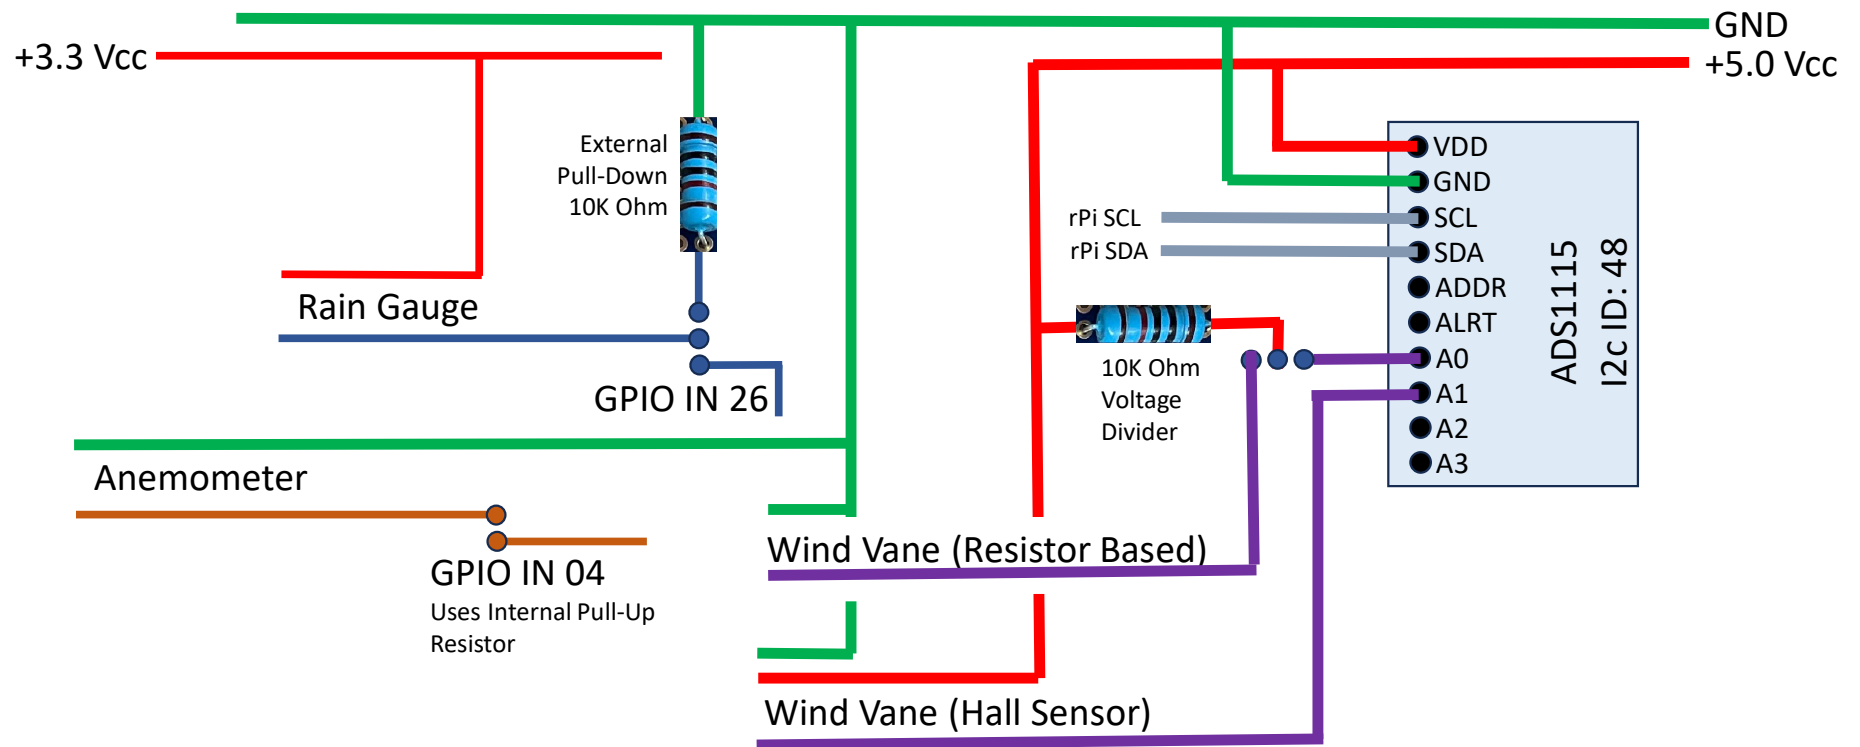 GND
+3.3 Vcc
+5.0 Vcc
External
Pull-Down
10K Ohm
VDD
GND
rPi SCL
SCL
rPi SDA
SDA
ADDR
ALRT
A0
A1
A2
A3
ADS1115
I2c ID: 48
Rain Gauge
10K Ohm
Voltage
Divider
GPIO IN 26
Anemometer
GPIO IN 04
Uses Internal Pull-Up
Resistor
Wind Vane (Resistor Based)
Wind Vane (Hall Sensor)